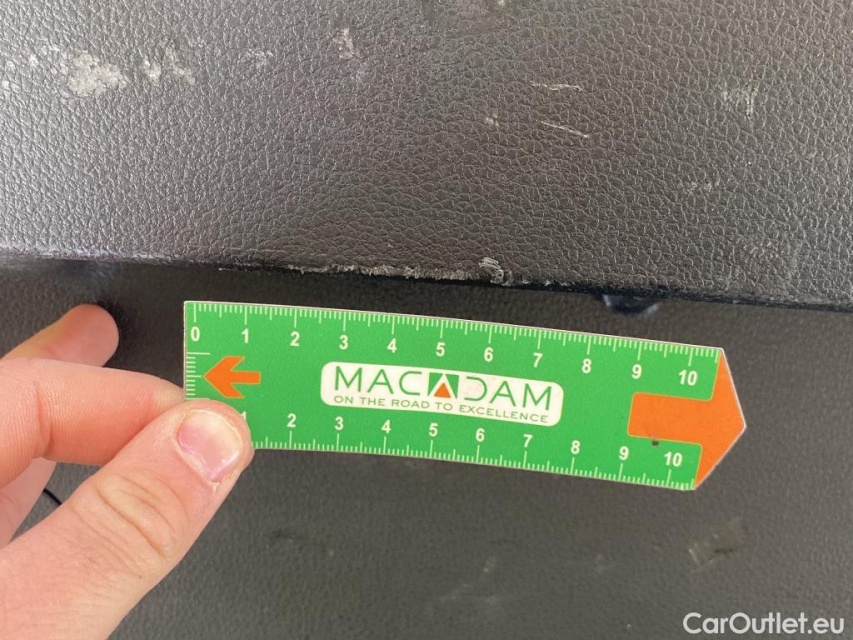 0 1 2 3 4 5 6 7 8 9 10
MACADAM
ON THE ROAD TO EXCELLENCE
1 2 3 4 5 6 7 8 9 10
CarOutlet.eu